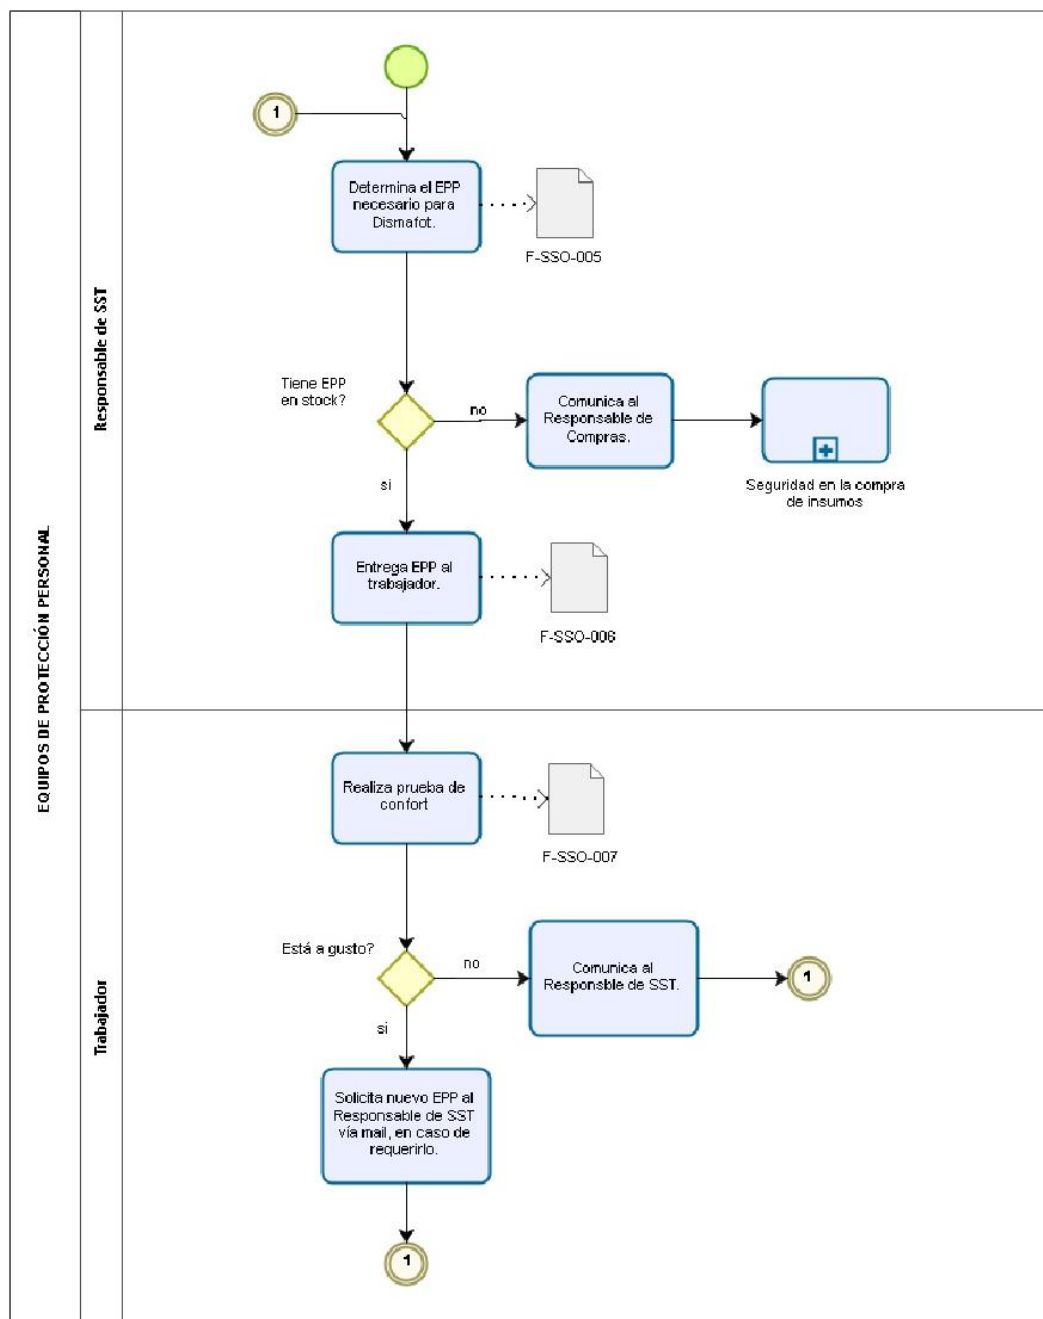 EQUIPOS DE PROTECCIÓN PERSONAL
Responsable de SST
1
Determina el EPP
necesario para
Dismafot.
F-SSO-005
Tiene EPP
en stock?
no
Comunica al
Responsable de
Compras.
Seguridad en la compra
de insumos
si
Entrega EPP al
trabajador.
F-SSO-006
Trabajador
Realiza prueba de
confort
F-SSO-007
Está a gusto?
no
Comunica al
Responsble de SST.
1
si
Solicita nuevo EPP al
Responsable de SST
vía mail, en caso de
requerirlo.
1